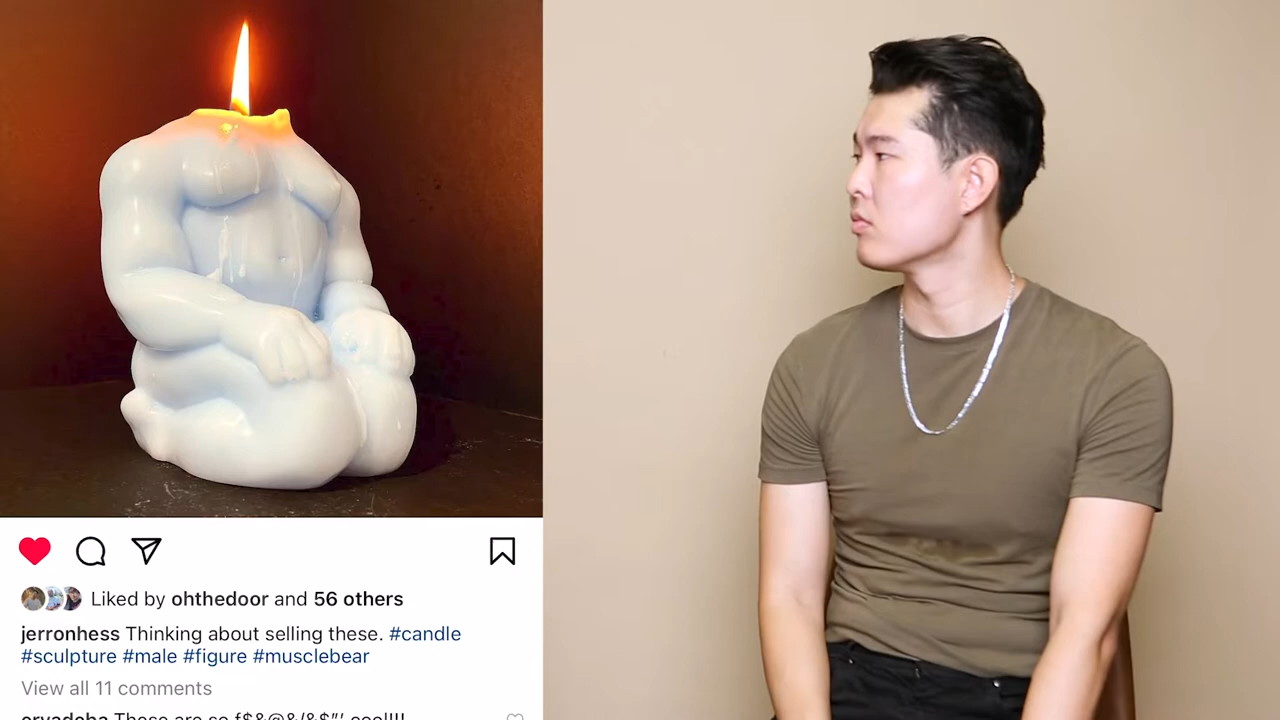 Liked by ohthedoor and 56 others
jerronhess Thinking about selling these. #candle
#sculpture #male #figure #musclebear
View all 11 comments
These are so f$&@&/&$”’ cool!!!